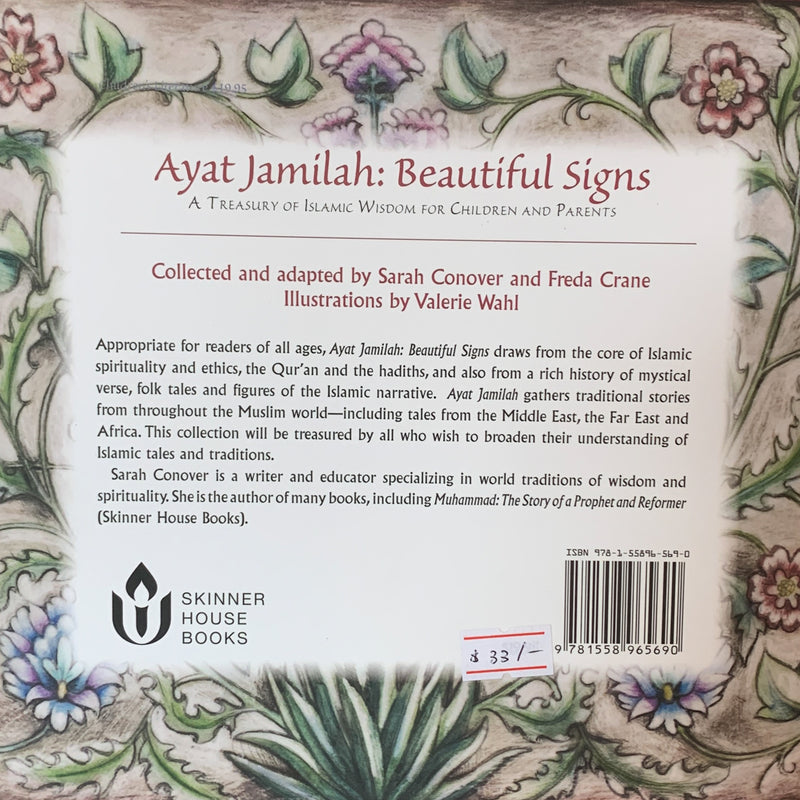 Ayat Jamilah: Beautiful Signs
A Treasury of Islamic Wisdom for Children and Parents
Collected and adapted by Sarah Conover and Freda Crane
Illustrations by Valerie Wahl
Appropriate for readers of all ages, Ayat Jamilah: Beautiful Signs draws from the core of Islamic
spirituality and ethics, the Qur'an and the hadiths, and also from a rich history of mystical
verse, folk tales and figures of the Islamic narrative. Ayat Jamilah gathers traditional stories
from throughout the Muslim world—including tales from the Middle East, the Far East and
Africa. This collection will be treasured by all who wish to broaden their understanding of
Islamic tales and traditions.
Sarah Conover is a writer and educator specializing in world traditions of wisdom and
spirituality. She is the author of many books, including Muhammad: The Story of a Prophet and Reformer
(Skinner House Books).
SKINNER
HOUSE
BOOKS
ISBN 978-1-55896-569-0
9 781558 965690
$ 33/-